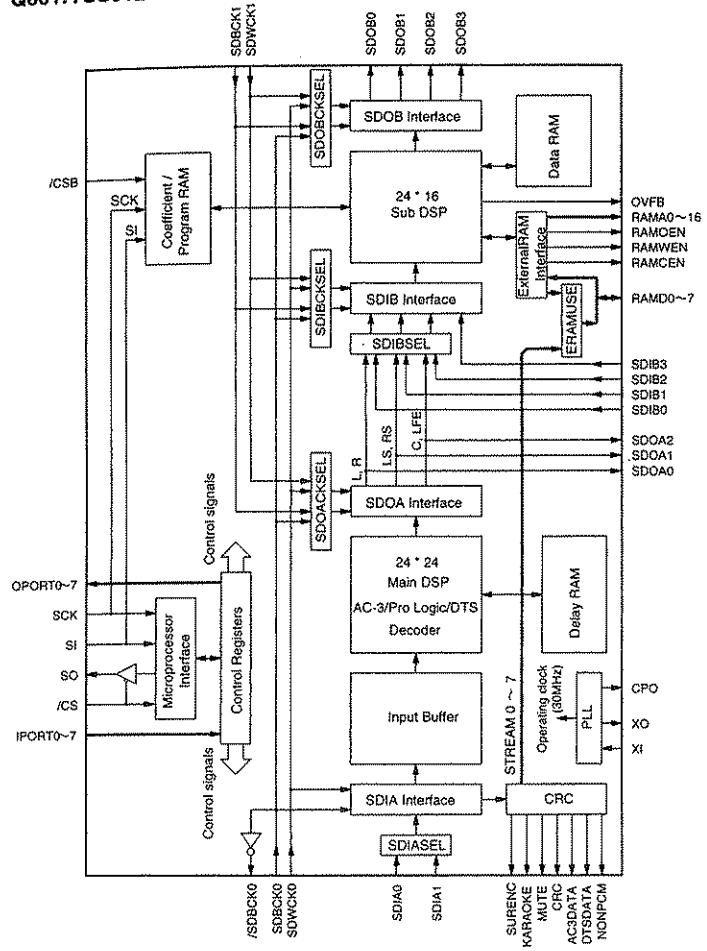 SDBCK1
SDWCK1
SDOB0
SDOB1
SDOB2
SDOB3
SDOBCKSEL
SDOB Interface
Data RAM
/CSB
SCK
SI
Coefficient /
Program RAM
24 * 16
Sub DSP
OVFB
RAMA0～16
RAMOEN
RAMWEN
RAMCEN
ExternalRAM
Interface
ERAMUSE
RAMD0～7
SDIBCKSEL
SDIB Interface
SDIBSEL
SDIB3
SDIB2
SDIB1
SDIB0
L, R
LS, RS
C, LFE
SDOA2
SDOA1
SDOA0
SDOACKSEL
SDOA Interface
Control signals
OPORT0～7
SCK
SI
SO
/CS
IPORT0～7
Microprocessor
Interface
Control Registers
24 * 24
Main DSP
AC-3/Pro Logic/DTS
Decoder
Delay RAM
Input Buffer
STREAM 0 ～ 7
Operating clock
(30MHz)
PLL
CPO
XO
XI
Control signals
SDIA Interface
CRC
SDIASEL
/SDBCK0
SDBCK0
SDWCK0
SDIA0
SDIA1
SURENC
KARAOKE
MUTE
CRC
AC3DATA
DTSDATA
NONPCM